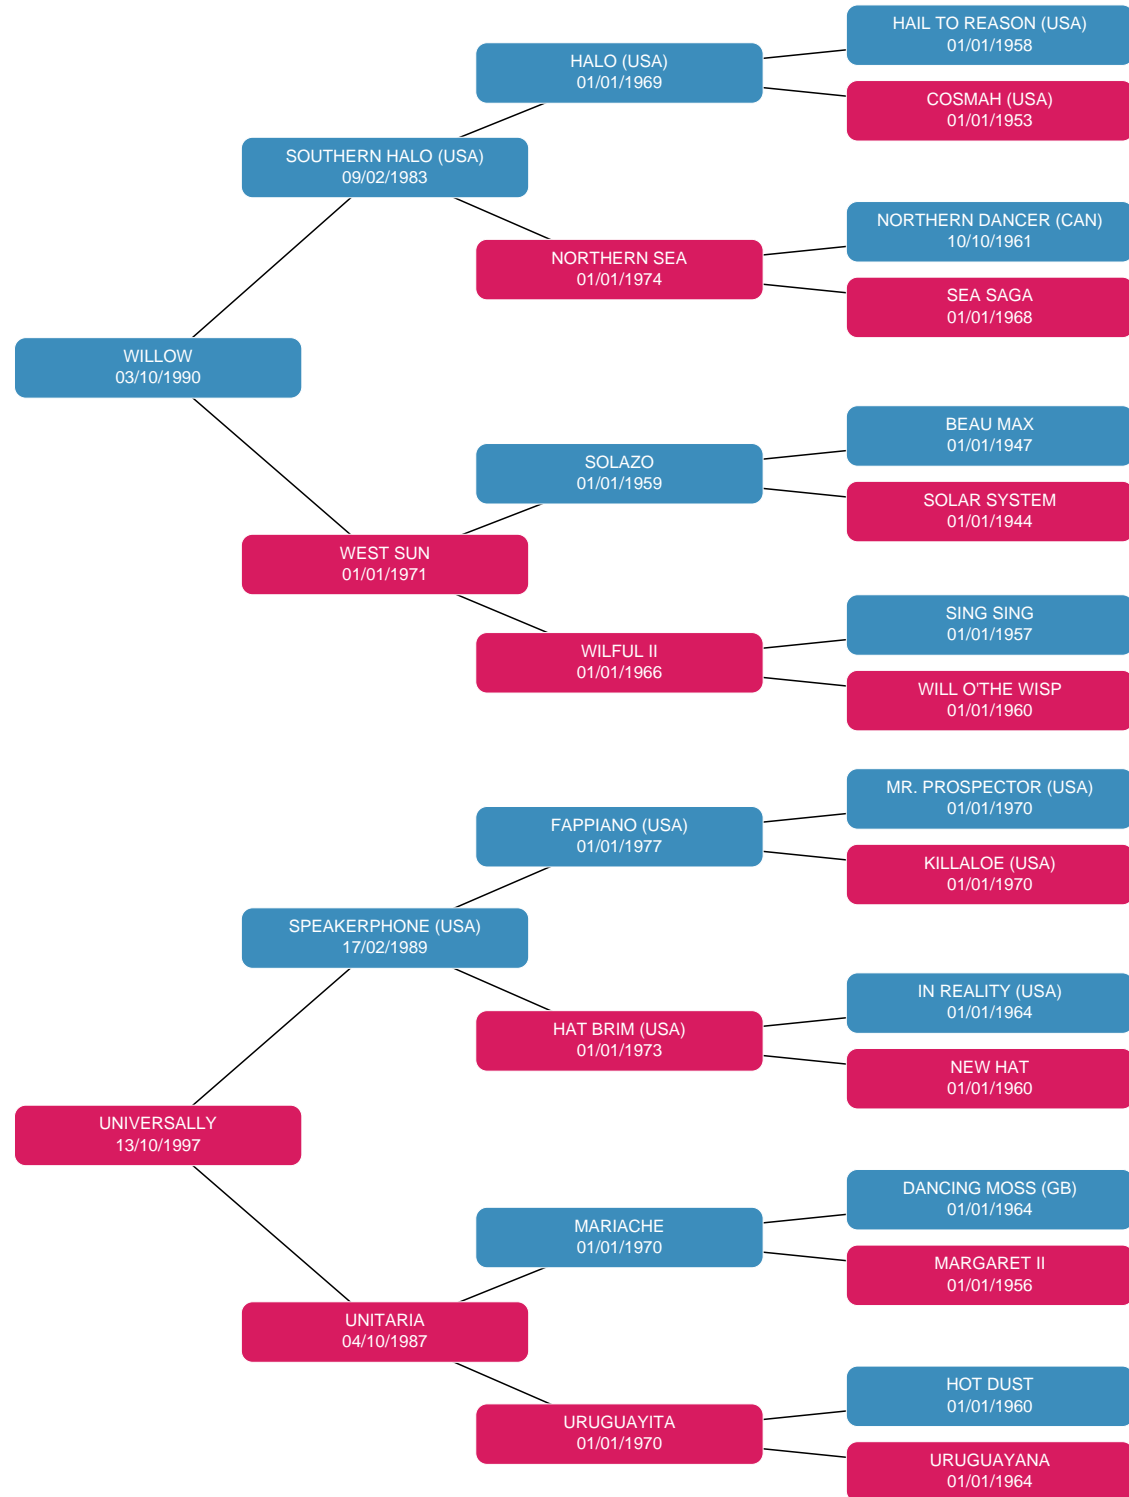 HAIL TO REASON (USA)
01/01/1958
HALO (USA)
01/01/1969
COSMAH (USA)
01/01/1953
SOUTHERN HALO (USA)
09/02/1983
NORTHERN DANCER (CAN)
10/10/1961
NORTHERN SEA
01/01/1974
SEA SAGA
01/01/1968
WILLOW
03/10/1990
BEAU MAX
01/01/1947
SOLAZO
01/01/1959
SOLAR SYSTEM
01/01/1944
WEST SUN
01/01/1971
SING SING
01/01/1957
WILFUL II
01/01/1966
WILL O'THE WISP
01/01/1960
MR. PROSPECTOR (USA)
01/01/1970
FAPPIANO (USA)
01/01/1977
KILLALOE (USA)
01/01/1970
SPEAKERPHONE (USA)
17/02/1989
IN REALITY (USA)
01/01/1964
HAT BRIM (USA)
01/01/1973
NEW HAT
01/01/1960
UNIVERSALLY
13/10/1997
DANCING MOSS (GB)
01/01/1964
MARIACHE
01/01/1970
MARGARET II
01/01/1956
UNITARIA
04/10/1987
HOT DUST
01/01/1960
URUGUAYITA
01/01/1970
URUGUAYANA
01/01/1964